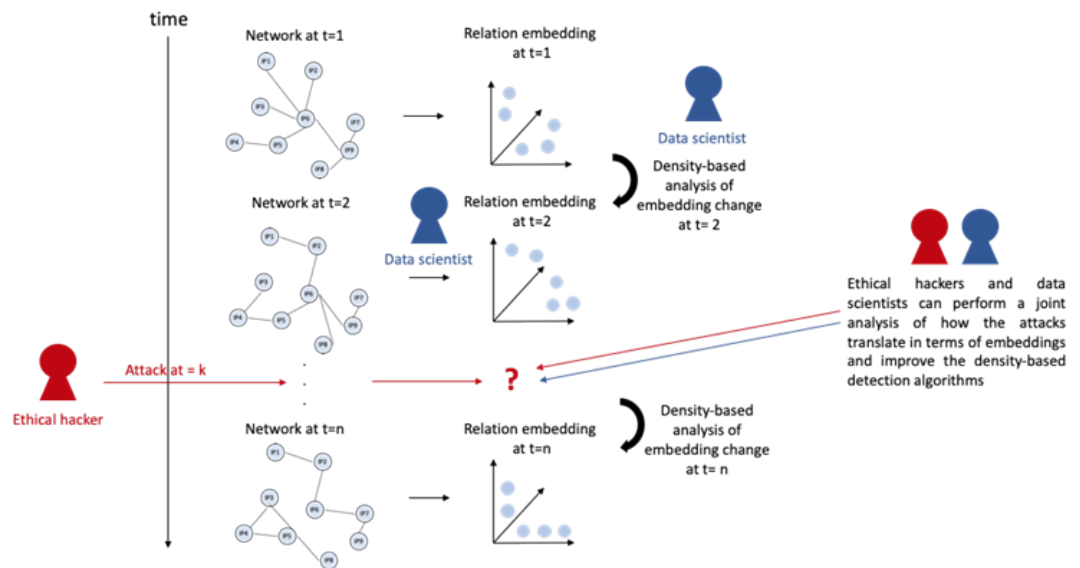 time
Network at t=1
Relation embedding
at t=1
IP1
IP2
IP3
IP6
IP7
IP4
IP5
IP9
IP8
Data scientist
Density-based
analysis of
embedding change
at t= 2
Network at t=2
Relation embedding
at t=2
IP1
IP2
IP3
IP6
IP7
IP4
IP5
IP9
IP8
Data scientist
Ethical hackers and data
scientists can perform a joint
analysis of how the attacks
translate in terms of embeddings
and improve the density-based
detection algorithms
Attack at = k
?
Ethical hacker
Density-based
analysis of
embedding change
at t= n
Network at t=n
Relation embedding
at t=n
IP1
IP2
IP3
IP6
IP7
IP4
IP5
IP9
IP8